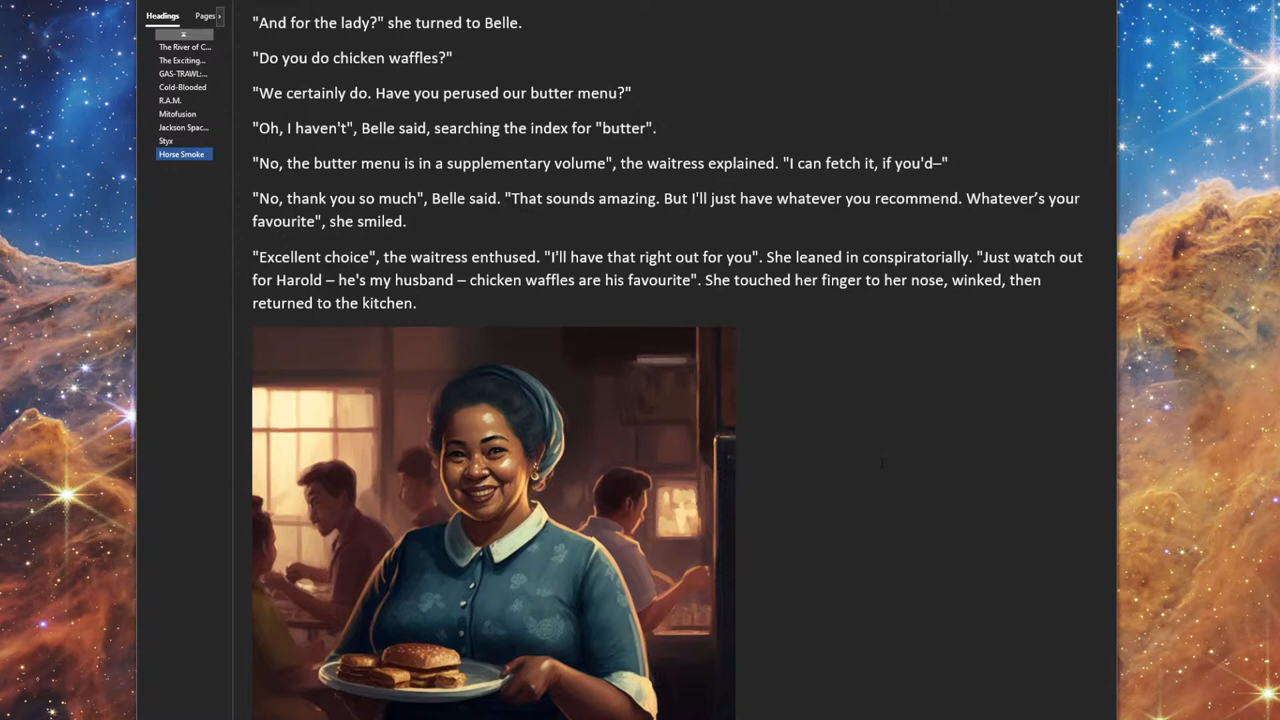 Headings
Pages
The River of C...
The Exciting...
GAS-TRAWL:...
Cold-Blooded
R.A.M.
Mitofusion
Jackson Spac...
Styx
Horse Smoke
"And for the lady?" she turned to Belle.
"Do you do chicken waffles?"
"We certainly do. Have you perused our butter menu?"
"Oh, I haven't", Belle said, searching the index for "butter".
"No, the butter menu is in a supplementary volume", the waitress explained. "I can fetch it, if you'd–"
"No, thank you so much", Belle said. "That sounds amazing. But I'll just have whatever you recommend. Whatever’s your
favourite", she smiled.
"Excellent choice", the waitress enthused. "I'll have that right out for you". She leaned in conspiratorially. "Just watch out
for Harold – he's my husband – chicken waffles are his favourite". She touched her finger to her nose, winked, then
returned to the kitchen.